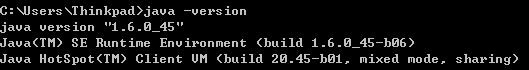 C:\Users\Thinkpad>java -version
java version "1.6.0_45"
Java(TM) SE Runtime Environment (build 1.6.0_45-b06)
Java HotSpot(TM) Client VM (build 20.45-b01, mixed mode, sharing)